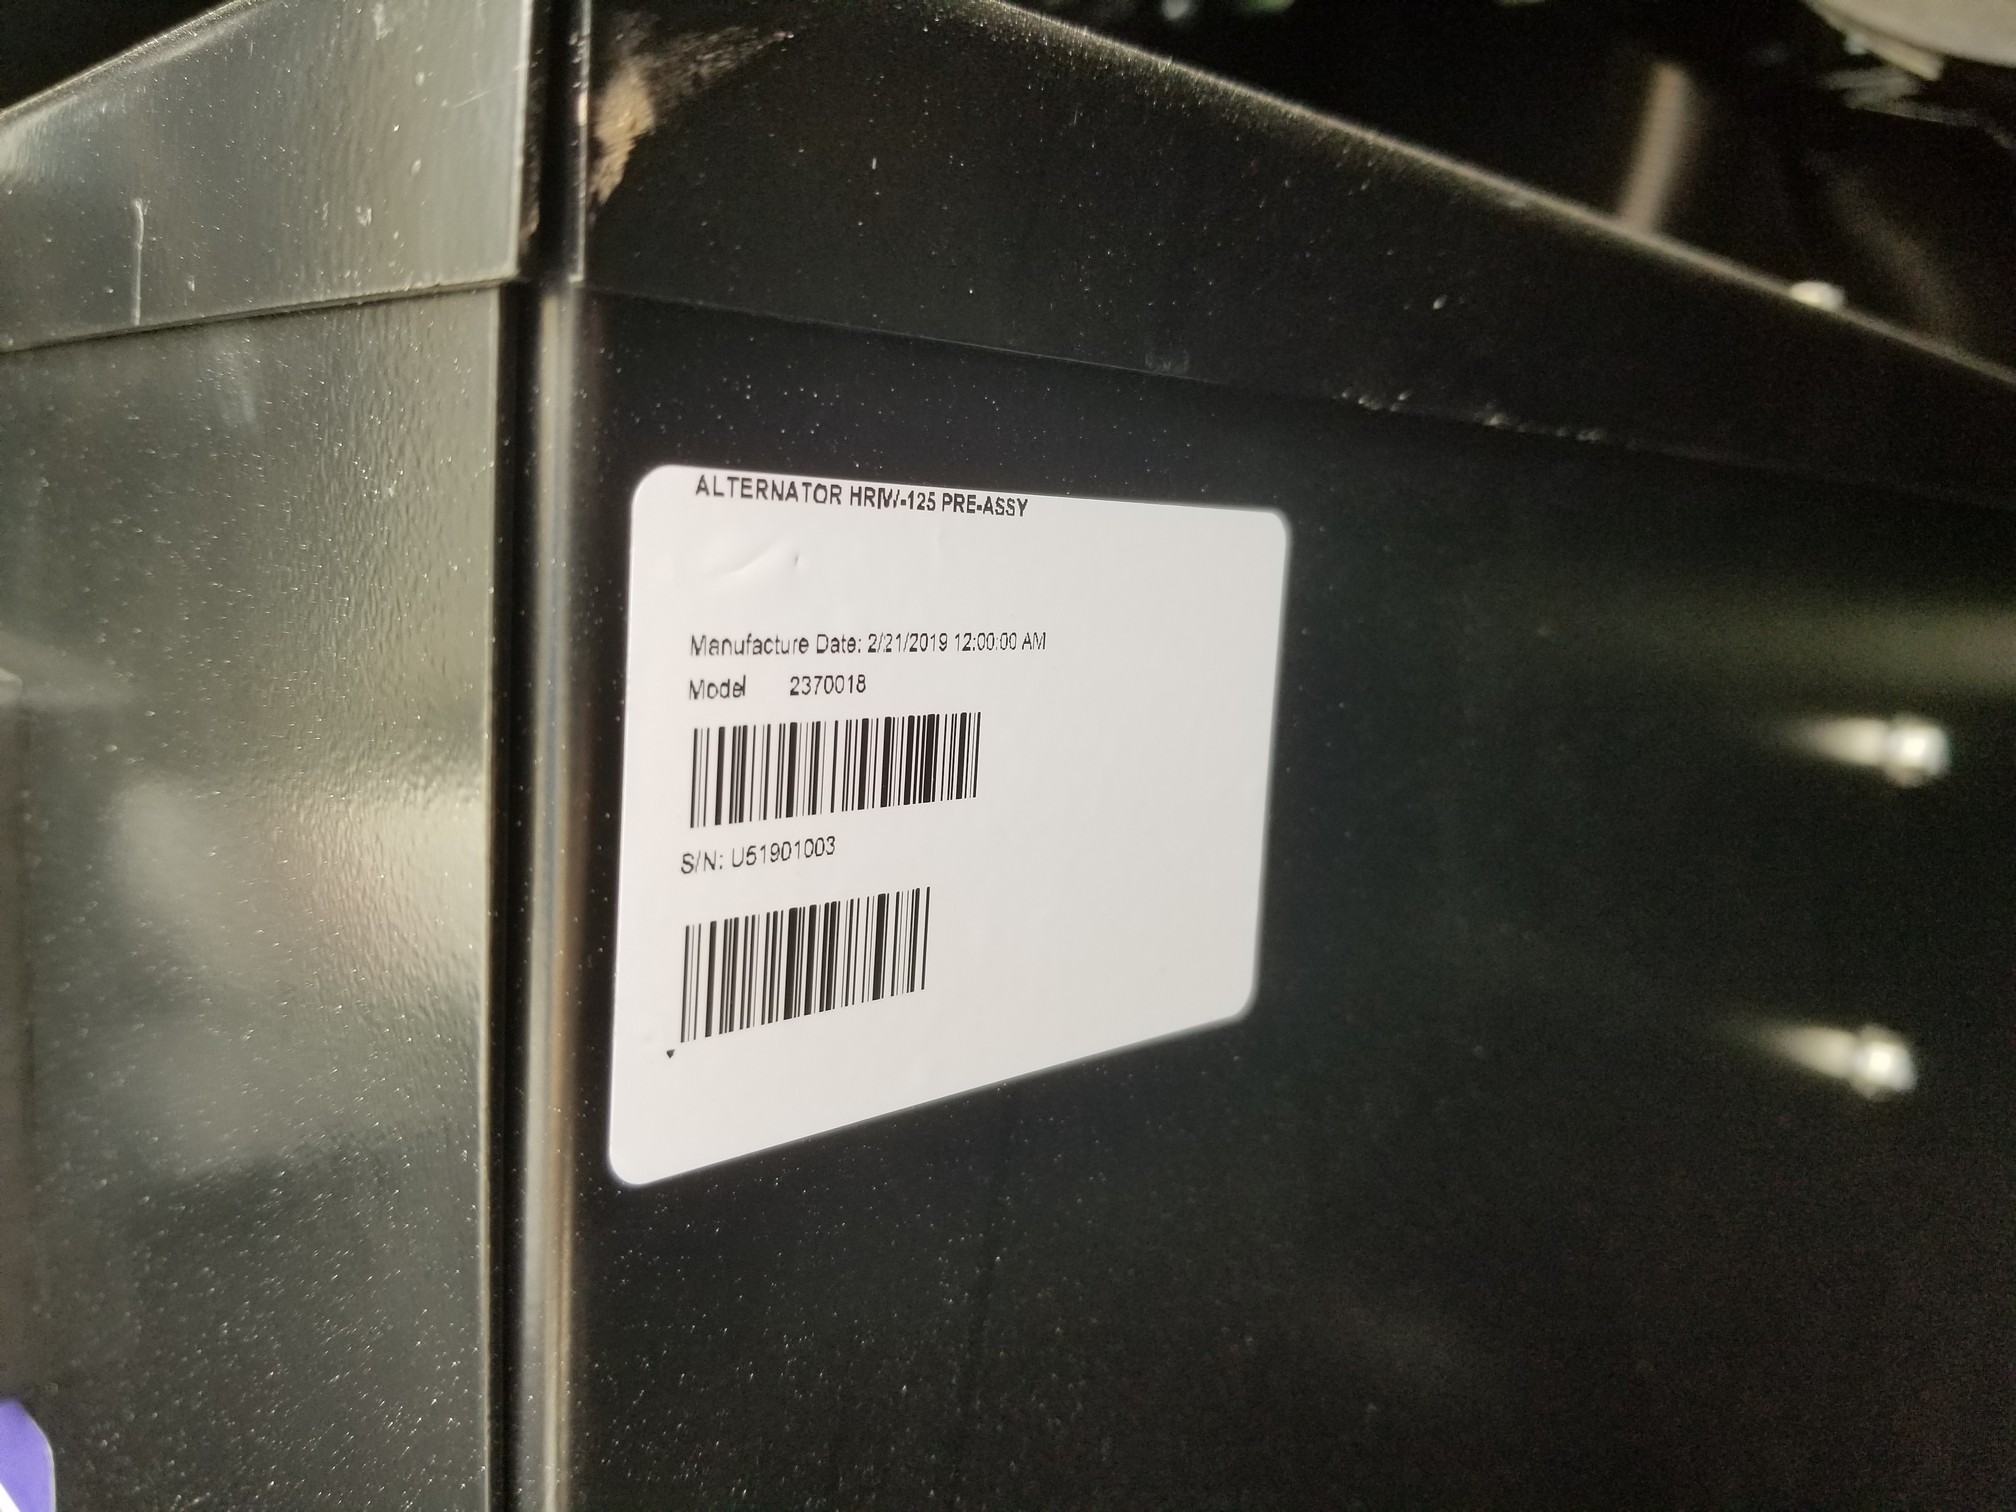 ALTERNATOR HRIW-125 PRE-ASSY
Manufacture Date: 2/21/2019 12:00:00 AM
Model 2370018
S/N: U51901003